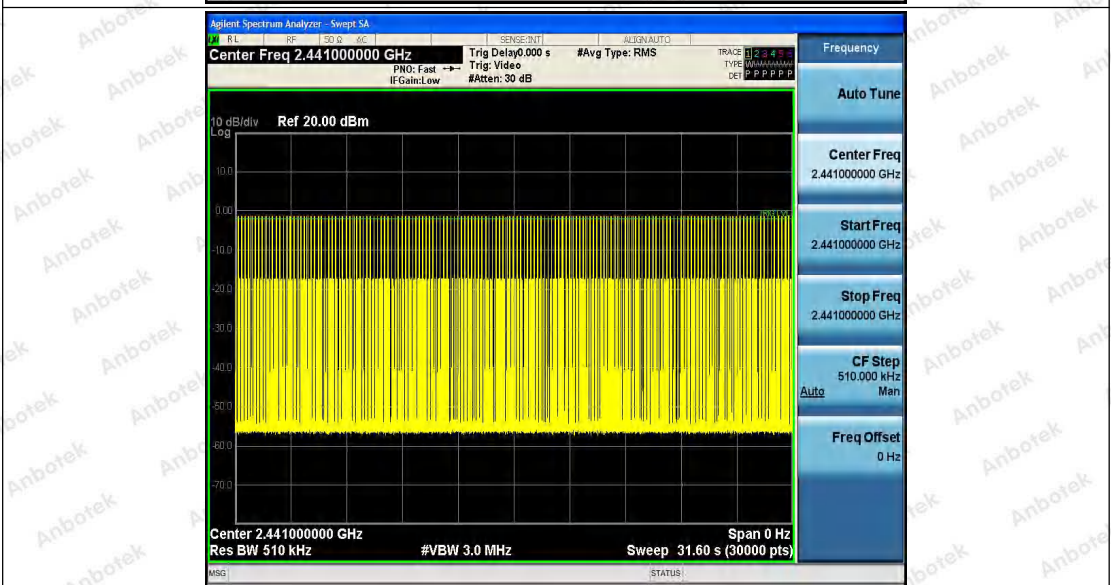 Agilent Spectrum Analyzer - Swept SA
RL RF 50 Ω AC SENSE:INT ALIGN AUTO
Center Freq 2.441000000 GHz
PNO: Fast
IFGain:Low
Trig Delay0.000 s
Trig: Video
#Atten: 30 dB
#Avg Type: RMS
TRACE 1 2 3 4 5 6
TYPE
DET P P P P P P
10 dB/div Ref 20.00 dBm
Log
10.0
0.00
-10.0
-20.0
-30.0
-40.0
-50.0
-60.0
-70.0
Center 2.441000000 GHz Span 0 Hz
Res BW 510 kHz #VBW 3.0 MHz Sweep 31.60 s (30000 pts)
MSG STATUS
Frequency
Auto Tune
Center Freq
2.441000000 GHz
Start Freq
2.441000000 GHz
Stop Freq
2.441000000 GHz
CF Step
510.000 kHz
Auto Man
Freq Offset
0 Hz
Anbotek